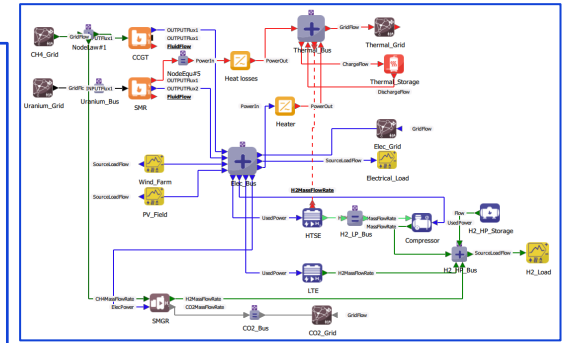 GridFlow
CH4_Grid
NodeLaw#1
INPUTFlux1
OUTPUTFlux1
OUTPUTFlux1
FluidFlow
CCGT
PowerIn
NodeEqu#5
PowerOut
Heat losses
Thermal_Bus
GridFlow
Thermal_Grid
ChargeFlow
Thermal_Storage
DischargeFlow
Uranium_Grid
Uranium_Bus
INPUTFlux1
OUTPUTFlux1
OUTPUTFlux2
FluidFlow
SMR
PowerIn
PowerOut
Heater
Elec_Grid
GridFlow
SourceLoadFlow
Wind_Farm
Elec_Bus
SourceLoadFlow
Electrical_Load
SourceLoadFlow
PV_Field
H2MassFlowRate
UsedPower
HTSE
H2_LP_Bus
MassFlowRate
MassFlowRate
Compressor
Flow
UsedPower
H2_HP_Storage
SourceLoadFlow
H2_HP_Bus
H2_Load
UsedPower
H2MassFlowRate
LTE
CH4MassFlowRate
ElecPower
H2MassFlowRate
CO2MassFlowRate
SMGR
CO2_Bus
CO2_Grid
GridFlow